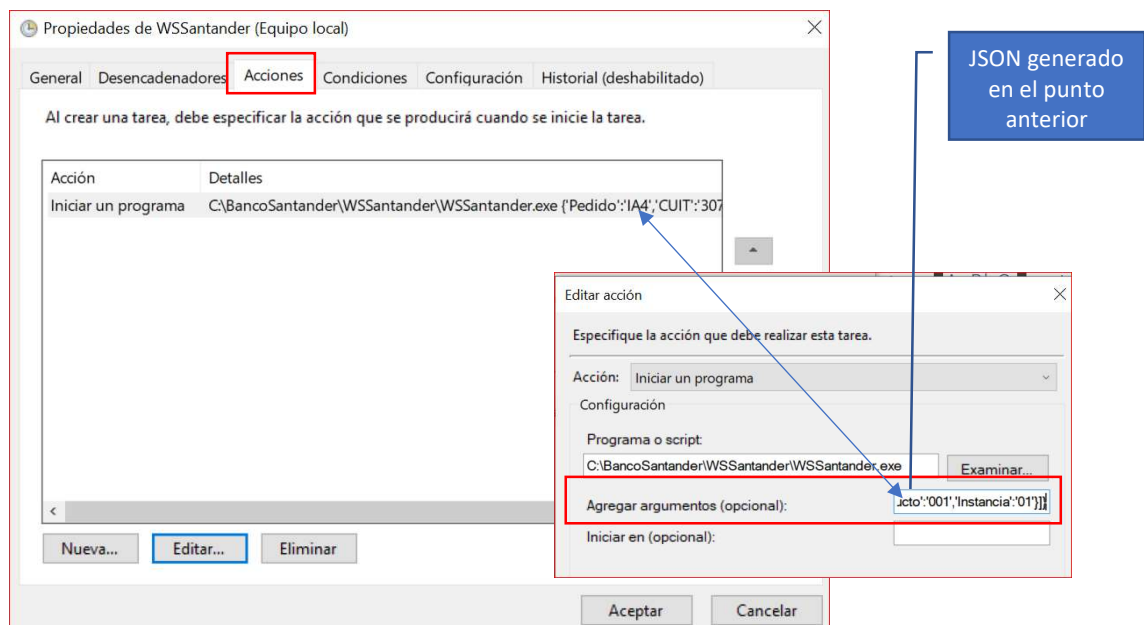 Propiedades de WSSantander (Equipo local)
General Desencadenadores Acciones Condiciones Configuración Historial (deshabilitado)
Al crear una tarea, debe especificar la acción que se producirá cuando se inicie la tarea.
Acción Detalles
Iniciar un programa C:\BancoSantander\WSSantander\WSSantander.exe {'Pedido':'IA4','CUIT':'307
Nueva... Editar... Eliminar
Aceptar Cancelar
JSON generado
en el punto
anterior
Editar acción
Especifique la acción que debe realizar esta tarea.
Acción: Iniciar un programa
Configuración
Programa o script:
C:\BancoSantander\WSSantander\WSSantander.exe Examinar...
Agregar argumentos (opcional): ucto':'001','Instancia':'01'}]}
Iniciar en (opcional):